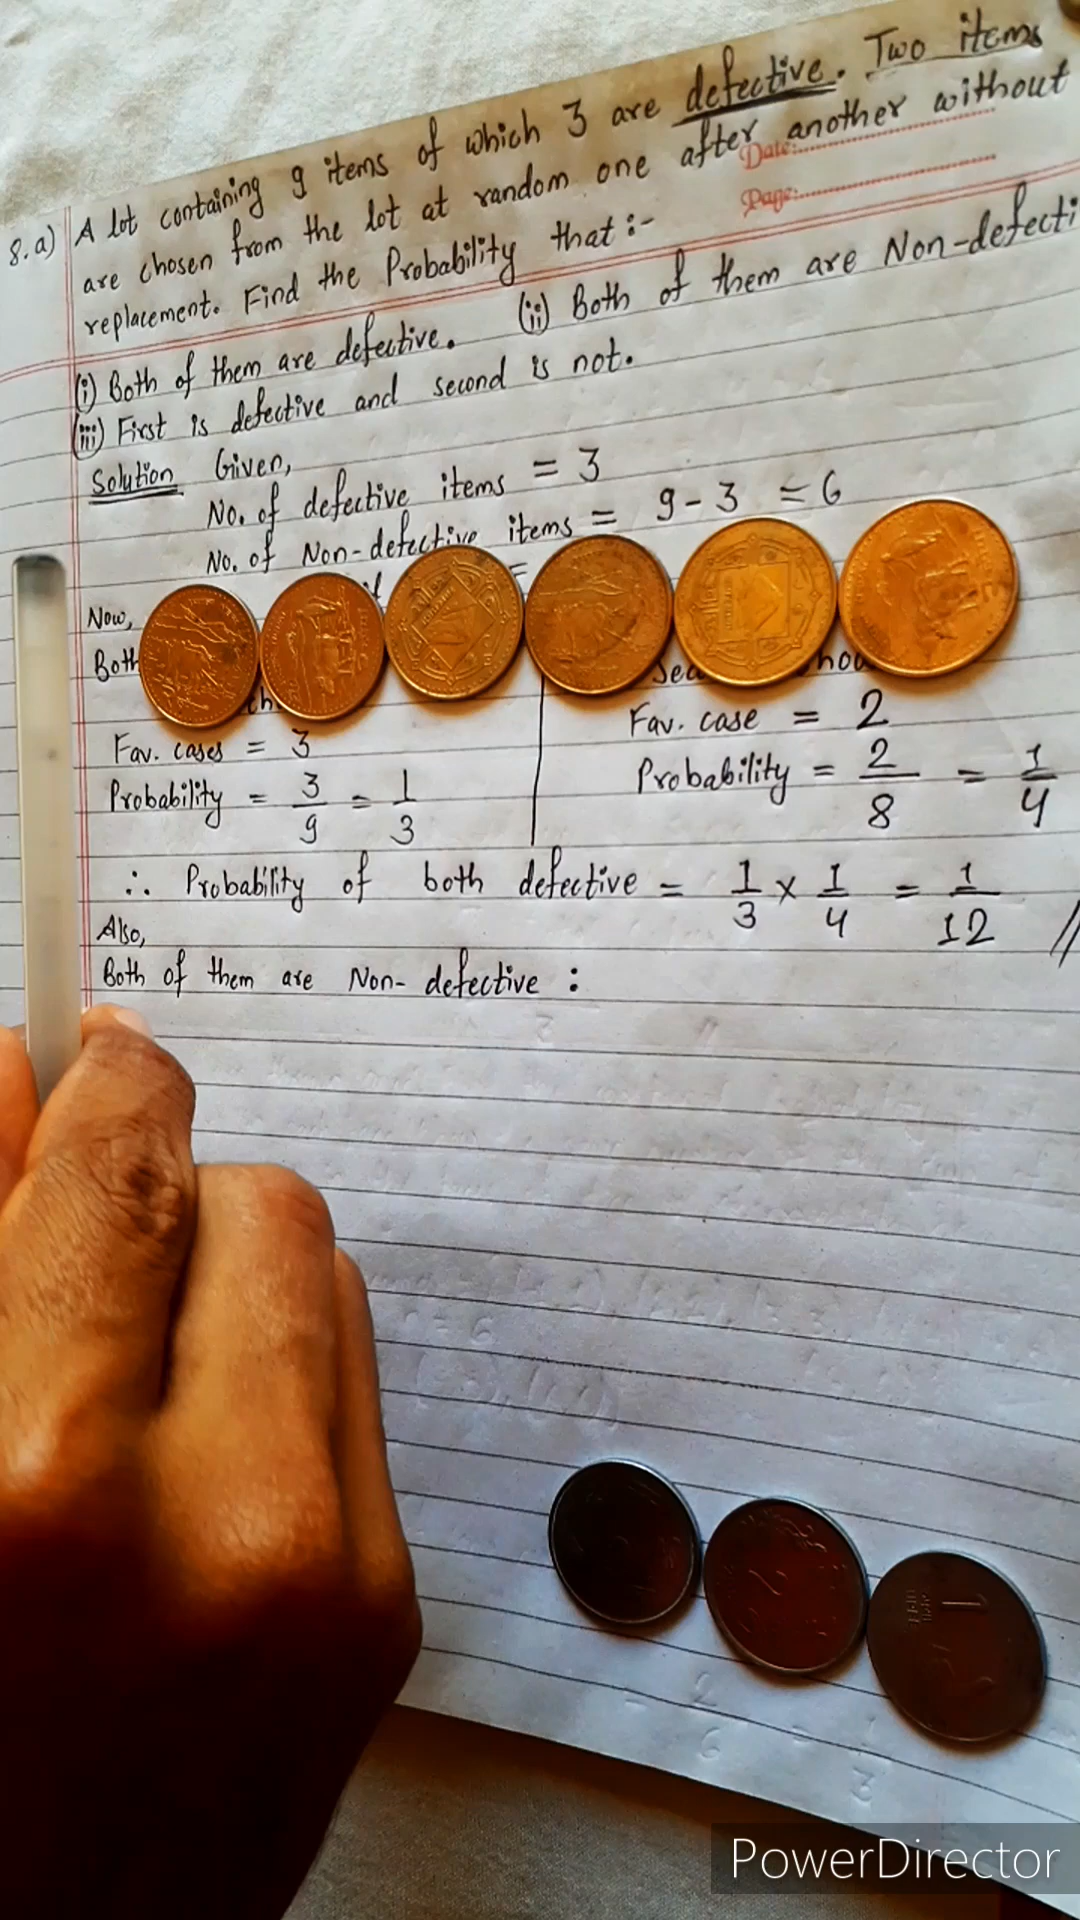 8.a) A lot containing 9 items of which 3 are defective. Two items
are chosen from the lot at random one after another without
Date:
Page:
replacement. Find the Probability that :-
(i) Both of them are defective. (ii) Both of them are Non-defecti
(iii) First is defective and second is not.
Solution Given,
No. of defective items = 3
No. of Non-defective items = 9 - 3 = 6
=
Now,
Both
Fav. cases = 3
Fav. case = 2
Probability = 3/9 = 1/3
Probability = 2/8 = 1/4
∴ Probability of both defective = 1/3 × 1/4 = 1/12 //
Also,
Both of them are Non-defective :
2
1
PowerDirector